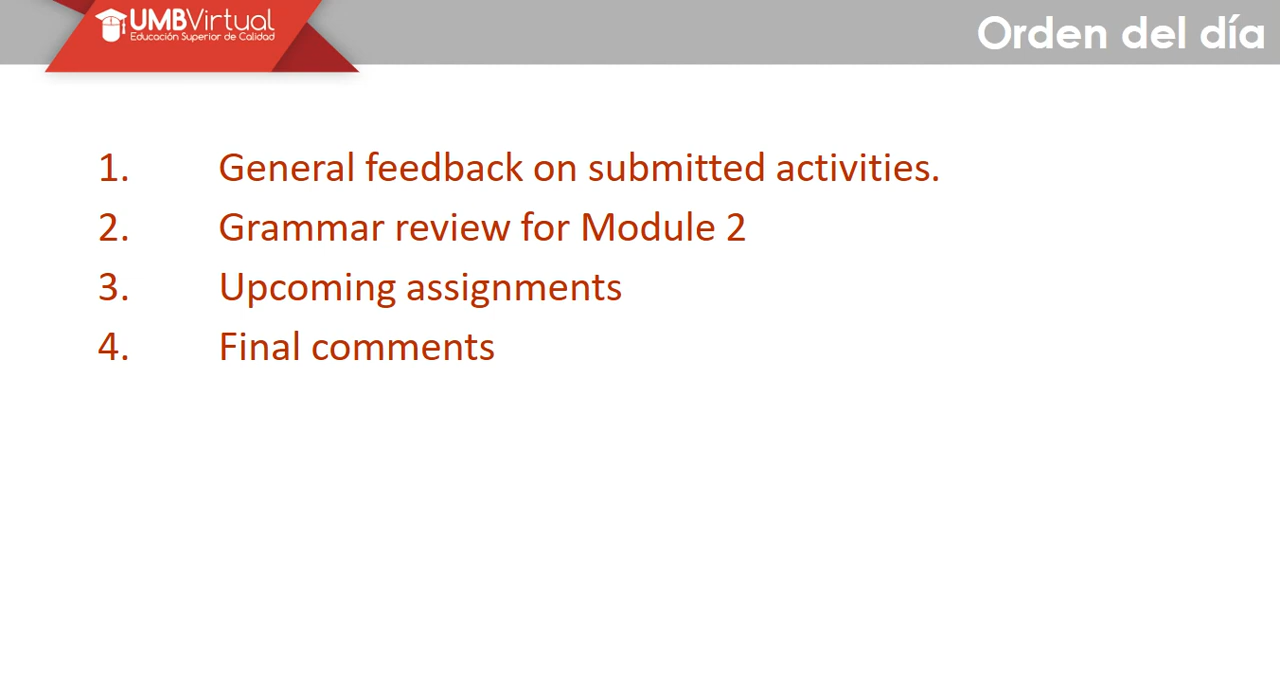 UMBVirtual
Educación Superior de Calidad
Orden del día
1. General feedback on submitted activities.
2. Grammar review for Module 2
3. Upcoming assignments
4. Final comments